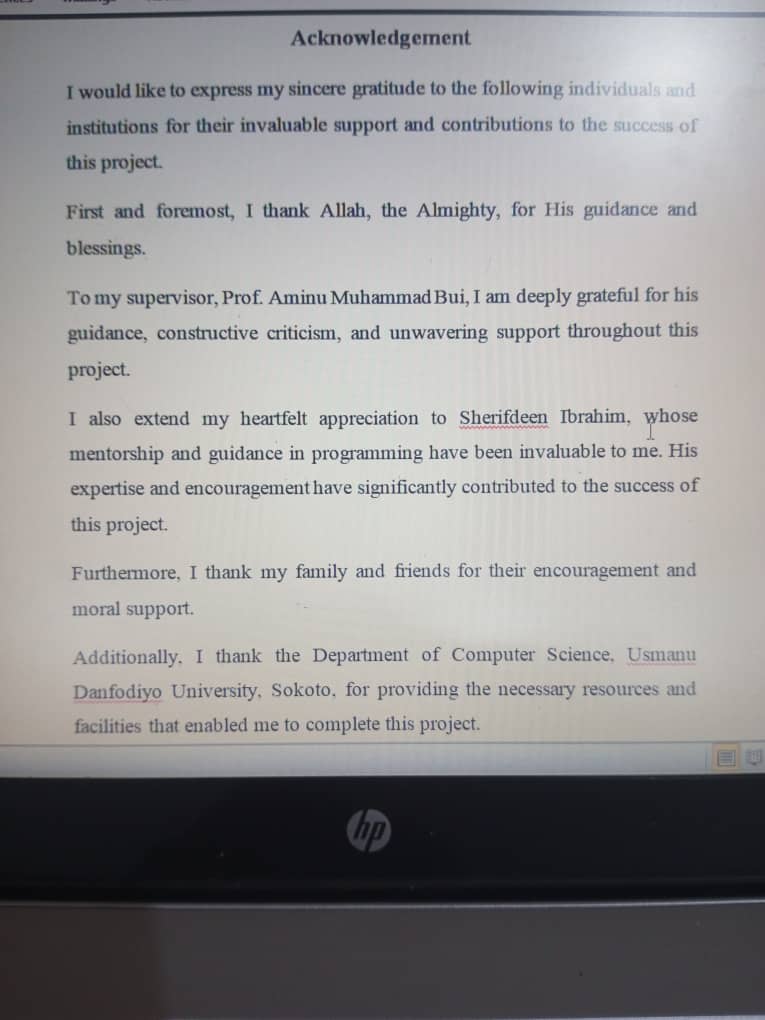 Acknowledgement
I would like to express my sincere gratitude to the following individuals and
institutions for their invaluable support and contributions to the success of
this project.
First and foremost, I thank Allah, the Almighty, for His guidance and
blessings.
To my supervisor, Prof. Aminu Muhammad Bui, I am deeply grateful for his
guidance, constructive criticism, and unwavering support throughout this
project.
I also extend my heartfelt appreciation to Sherifdeen Ibrahim, whose
mentorship and guidance in programming have been invaluable to me. His
expertise and encouragement have significantly contributed to the success of
this project.
Furthermore, I thank my family and friends for their encouragement and
moral support.
Additionally, I thank the Department of Computer Science, Usmanu
Danfodiyo University, Sokoto, for providing the necessary resources and
facilities that enabled me to complete this project.
hp